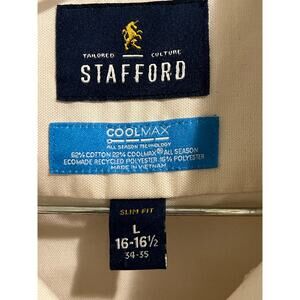 TAILORED CULTURE
STAFFORD
COOLMAX®
ALL SEASON TECHNOLOGY
62% COTTON 22% COOLMAX® ALL SEASON
ECOMADE RECYCLED POLYESTER 16% POLYESTER
MADE IN VIETNAM
SLIM FIT
L
16-16½
34-35